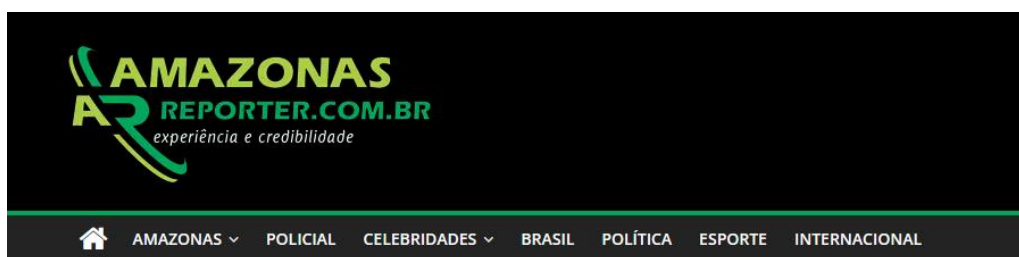 AMAZONAS
AR REPORTER.COM.BR
experiência e credibilidade
AMAZONAS POLICIAL CELEBRIDADES BRASIL POLÍTICA ESPORTE INTERNACIONAL